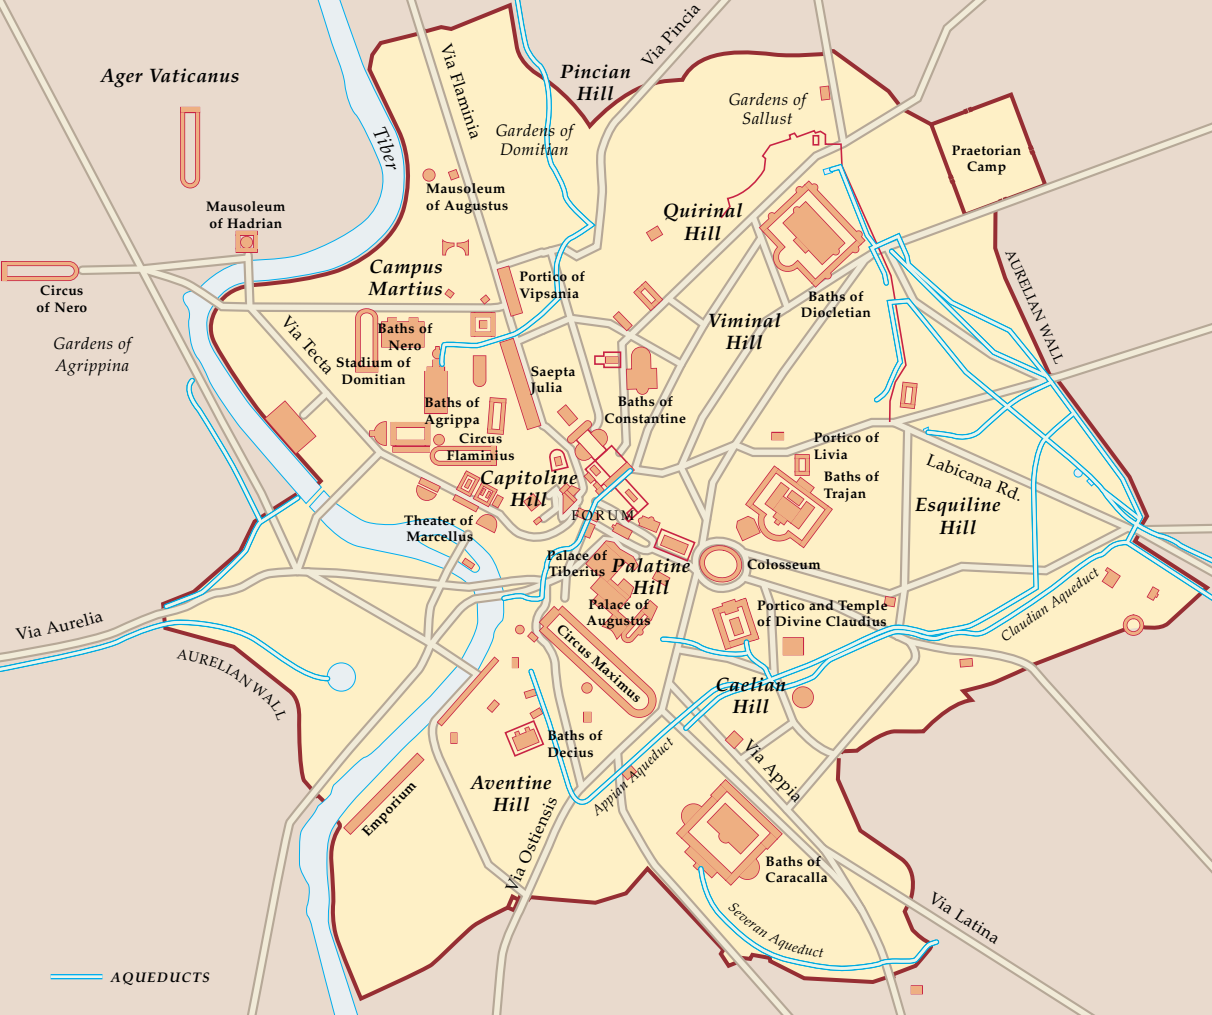 Via Pincia
Ager Vaticanus
Pincian
Hill
Via Flaminia
Gardens of
Sallust
Tiber
Gardens of
Domitian
Praetorian
Camp
Mausoleum
of Augustus
Mausoleum
of Hadrian
Quirinal
Hill
Campus
Martius
Portico of
Vipsania
Circus
of Nero
Baths of
Diocletian
AURELIAN WALL
Viminal
Hill
Baths of
Nero
Via Tecta
Gardens of
Agrippina
Stadium of
Domitian
Saepta
Julia
Baths of
Agrippa
Baths of
Constantine
Circus
Flaminius
Portico of
Livia
Baths of
Trajan
Labicana Rd.
Capitoline
Hill
Esquiline
Hill
FORUM
Theater of
Marcellus
Palace of
Tiberius
Palatine
Hill
Colosseum
Palace of
Augustus
Portico and Temple
of Divine Claudius
Claudian Aqueduct
Via Aurelia
Circus Maximus
AURELIAN WALL
Caelian
Hill
Baths of
Decius
Via Appia
Appian Aqueduct
Aventine
Hill
Emporium
Via Ostiensis
Baths of
Caracalla
Severan Aqueduct
Via Latina
AQUEDUCTS